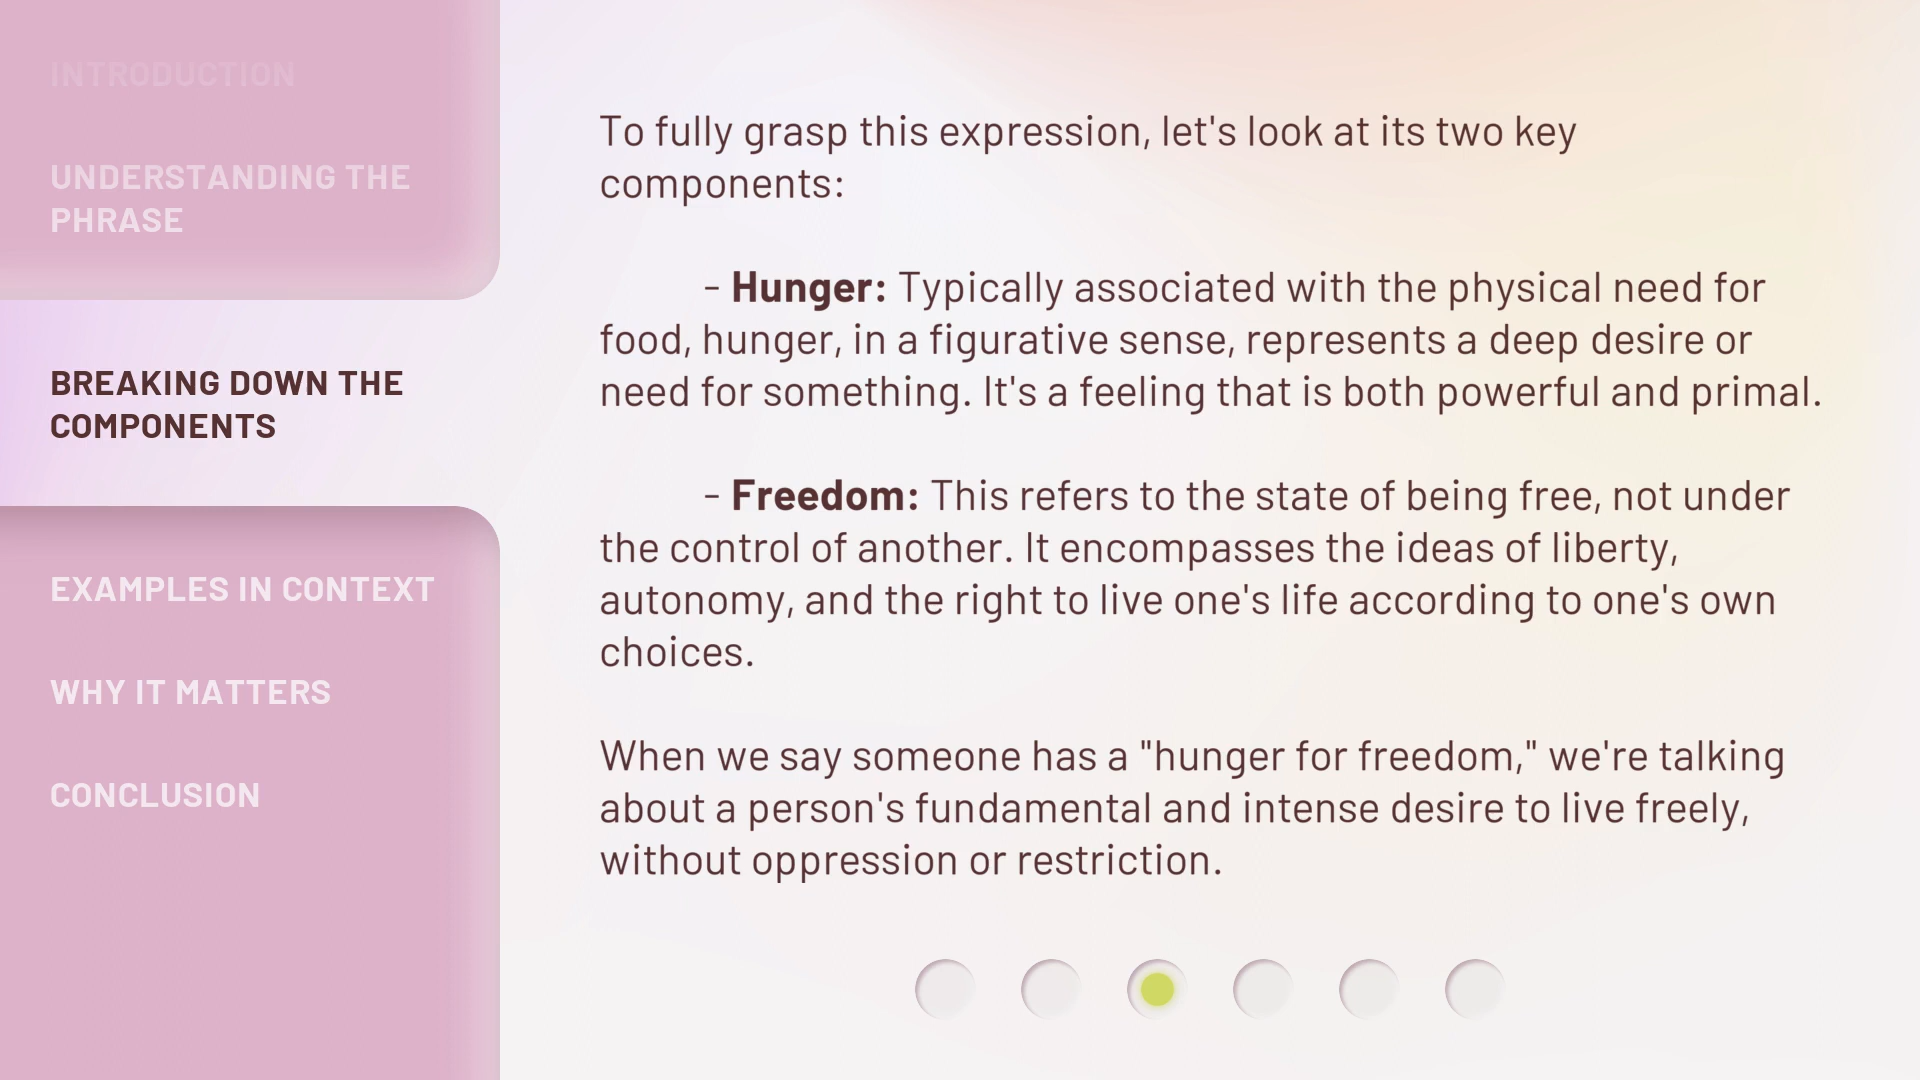 INTRODUCTION
UNDERSTANDING THE
PHRASE
BREAKING DOWN THE
COMPONENTS
EXAMPLES IN CONTEXT
WHY IT MATTERS
CONCLUSION
To fully grasp this expression, let's look at its two key
components:
- Hunger: Typically associated with the physical need for
food, hunger, in a figurative sense, represents a deep desire or
need for something. It's a feeling that is both powerful and primal.
- Freedom: This refers to the state of being free, not under
the control of another. It encompasses the ideas of liberty,
autonomy, and the right to live one's life according to one's own
choices.
When we say someone has a "hunger for freedom," we're talking
about a person's fundamental and intense desire to live freely,
without oppression or restriction.